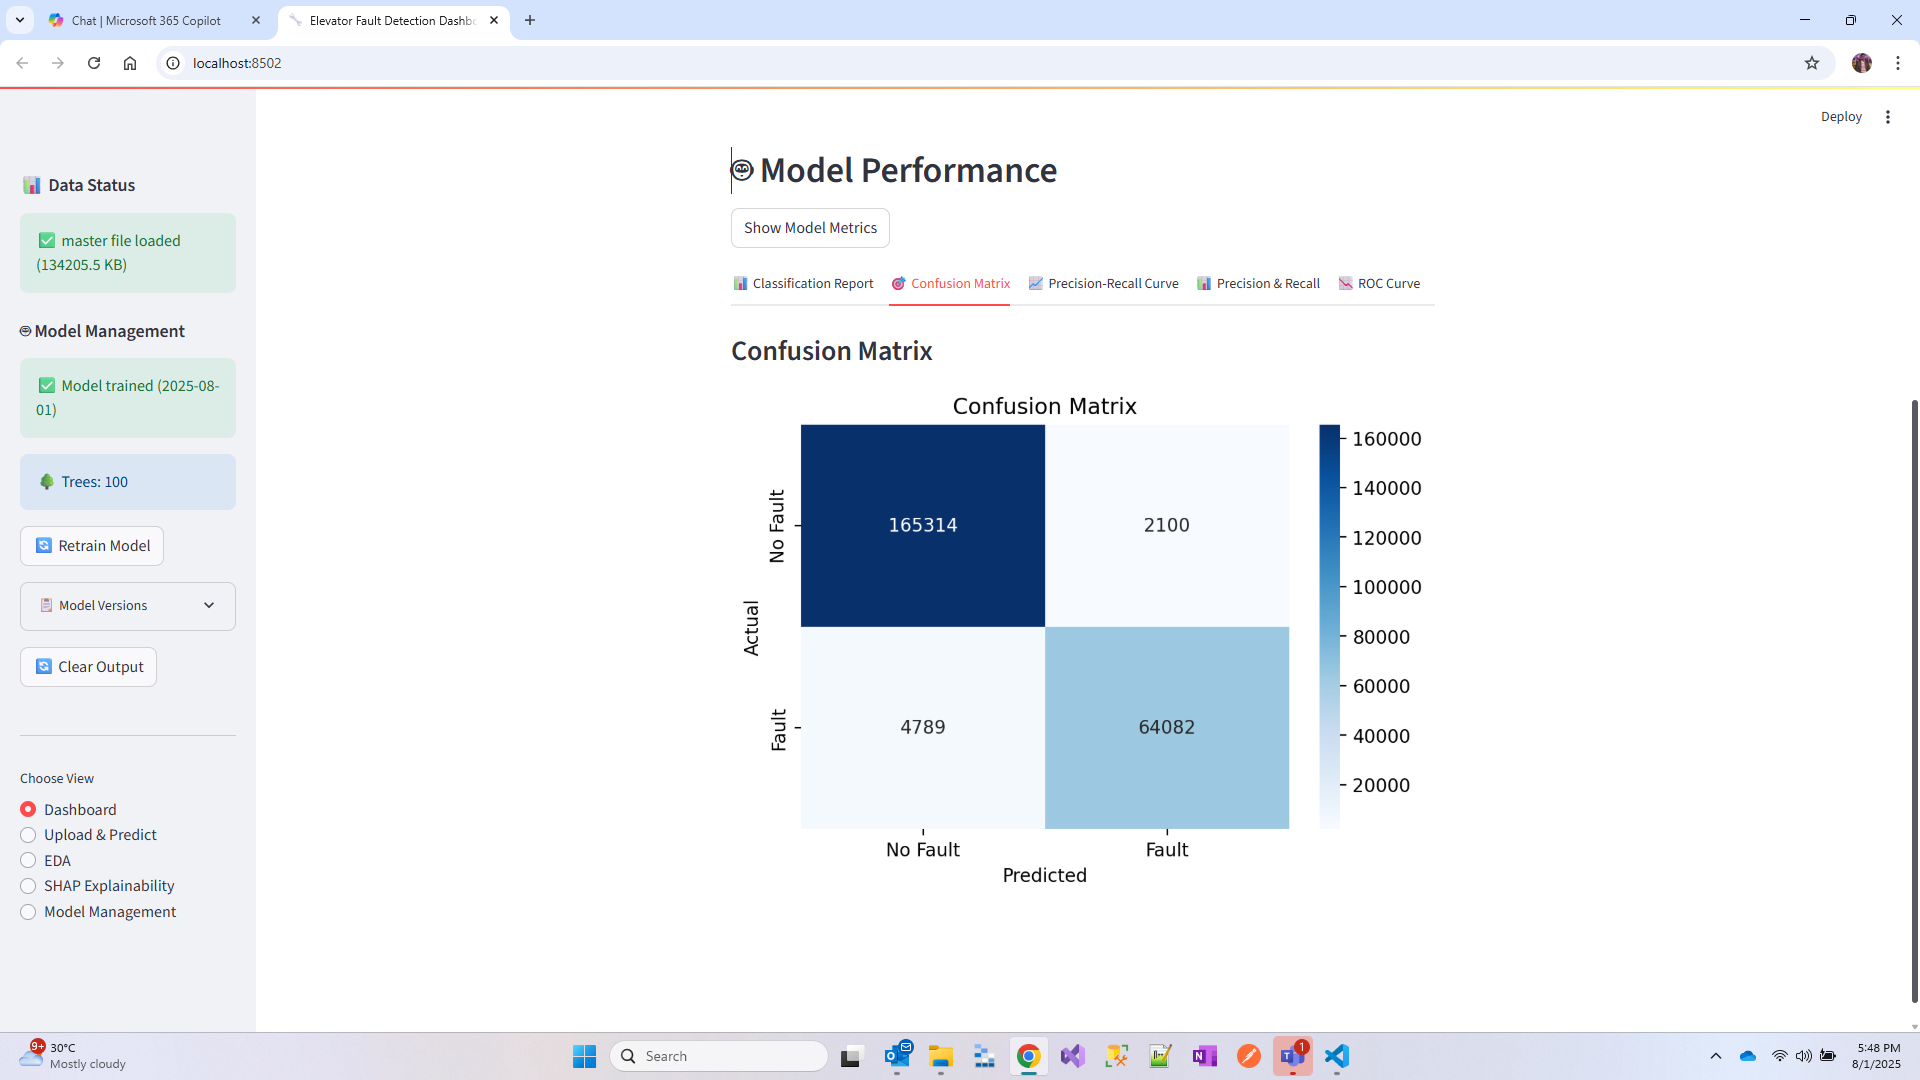 Chat | Microsoft 365 Copilot
Elevator Fault Detection Dashbo
localhost:8502
Deploy
Data Status
master file loaded
(134205.5 KB)
Model Management
Model trained (2025-08-
01)
Trees: 100
Retrain Model
Model Versions
Clear Output
Choose View
Dashboard
Upload & Predict
EDA
SHAP Explainability
Model Management
Model Performance
Show Model Metrics
Classification Report
Confusion Matrix
Precision-Recall Curve
Precision & Recall
ROC Curve
Confusion Matrix
Confusion Matrix
Actual
No Fault
Fault
165314
2100
4789
64082
No Fault
Fault
Predicted
160000
140000
120000
100000
80000
60000
40000
20000
9+
30°C
Mostly cloudy
Search
1
5:48 PM
8/1/2025